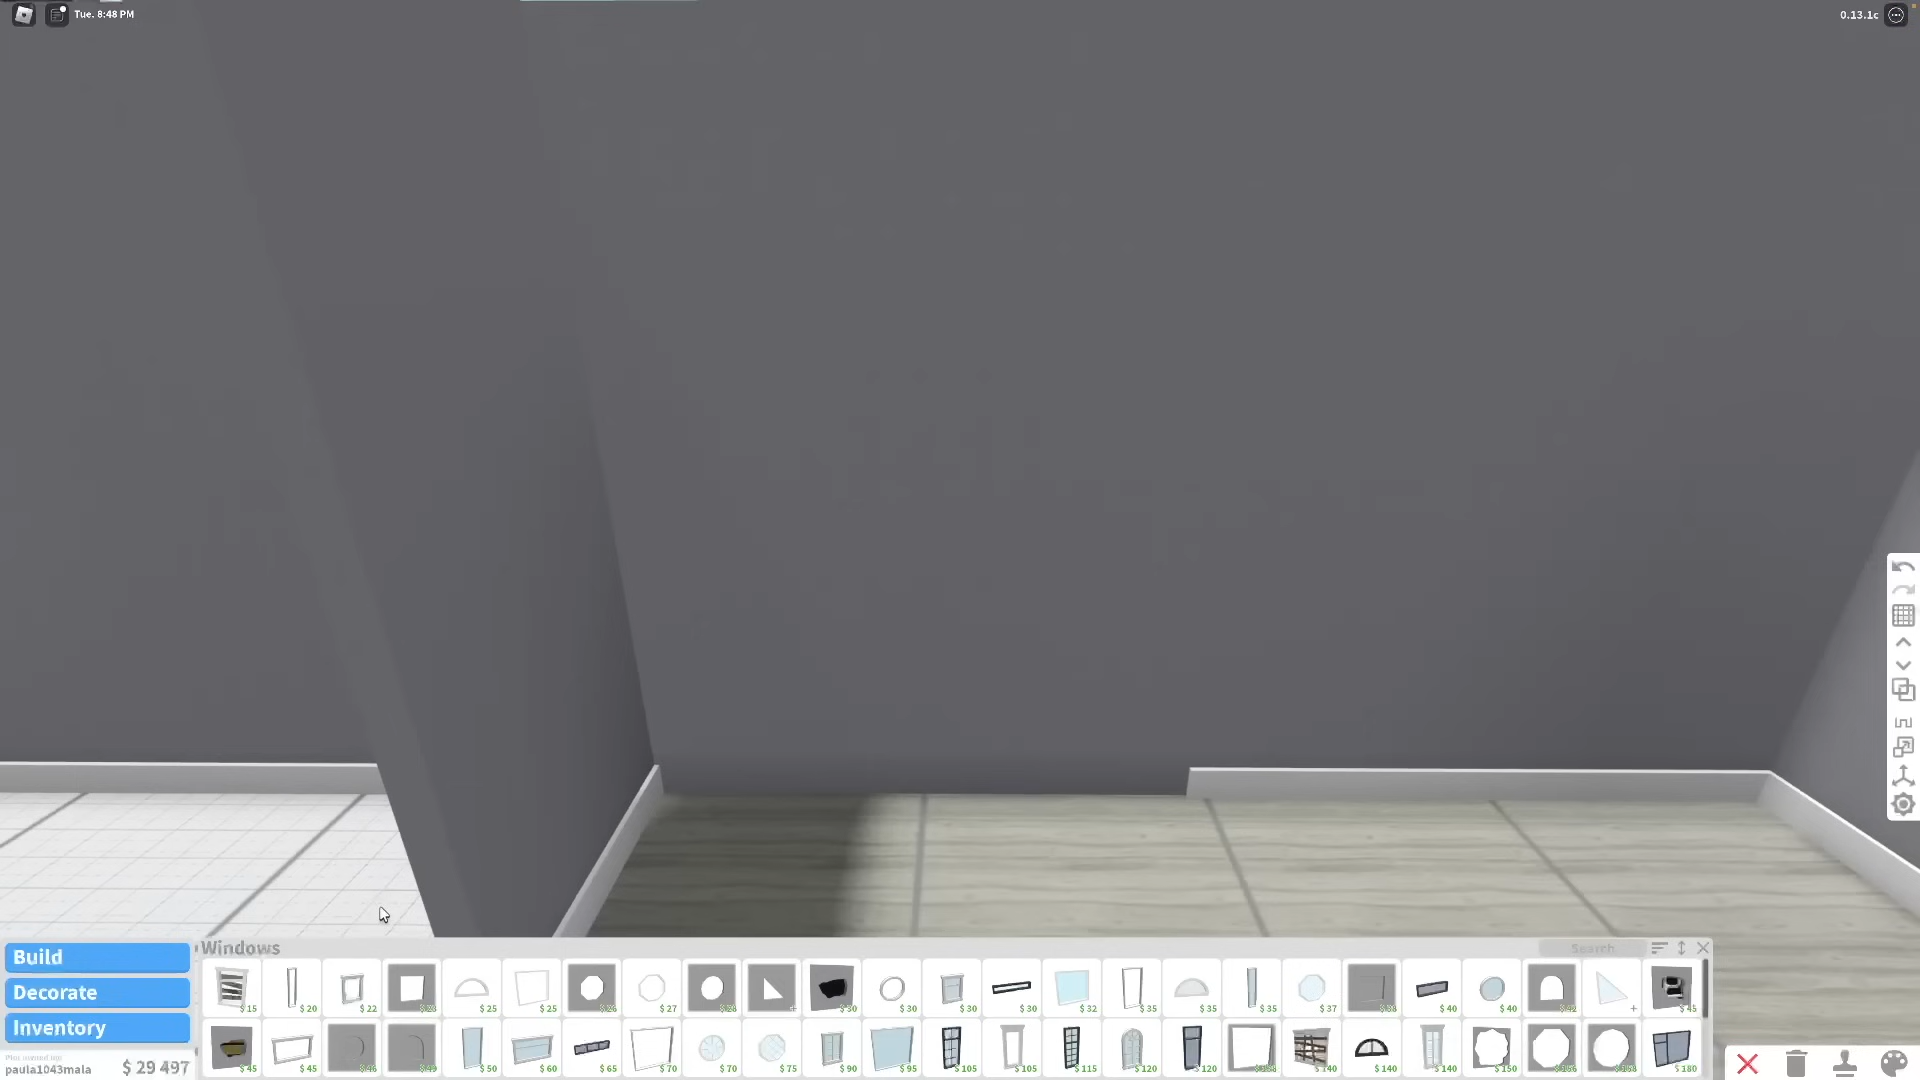 Tue. 8:48 PM
0.13.1c
Windows
Search
Build
Decorate
Inventory
paula1043mala
$ 29 497
$15 $ 20 $ 22 $ 25 $ 25 $ 27 $ 30 $ 30 $ 30 $ 30 $ 32 $ 35 $ 35 $ 35 $ 37 $ 40 $ 40 + $ 45
$ 45 $ 45 $ 50 $ 60 $ 65 $ 70 $ 70 $ 75 $ 90 $ 95 $ 105 $ 105 $ 115 $ 120 $ 120 $ 140 $ 140 $ 140 $ 150 $ 180